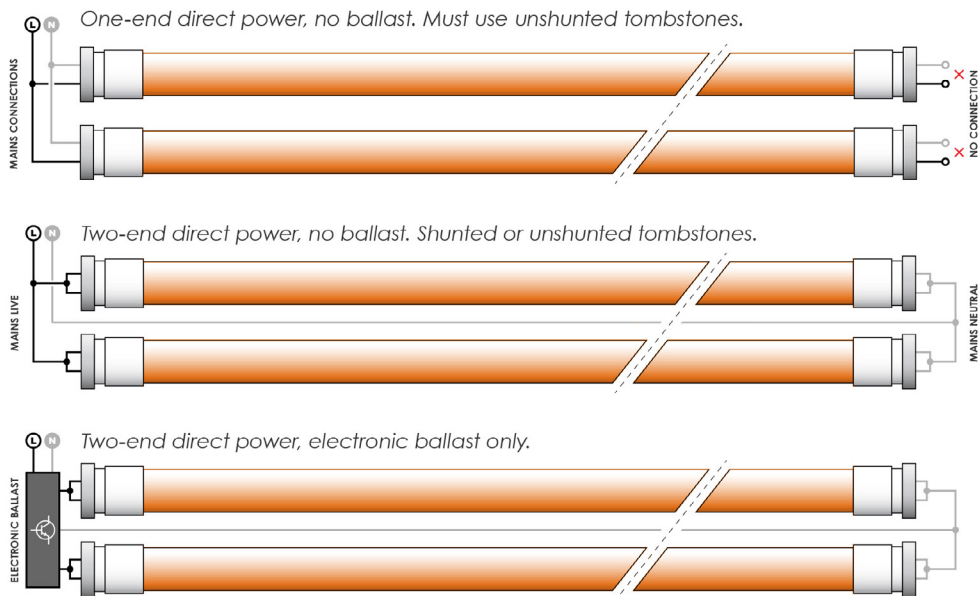 One-end direct power, no ballast. Must use unshunted tombstones.
L N
MAINS CONNECTIONS
NO CONNECTION
Two-end direct power, no ballast. Shunted or unshunted tombstones.
L N
MAINS LIVE
MAINS NEUTRAL
Two-end direct power, electronic ballast only.
L N
ELECTRONIC BALLAST